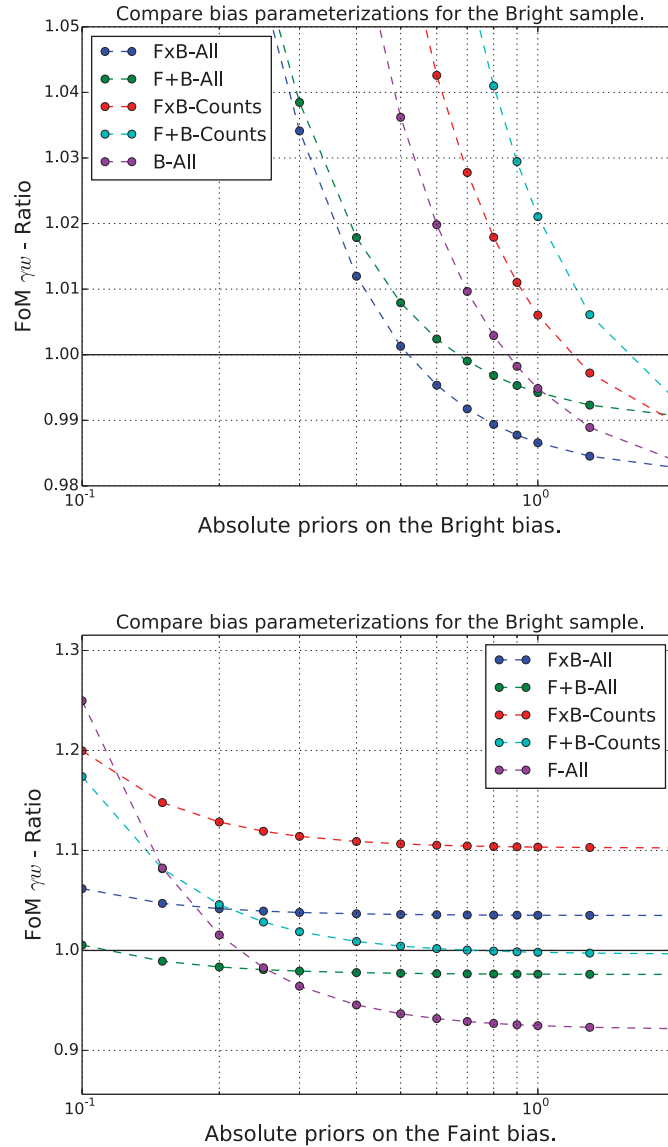 Compare bias parameterizations for the Bright sample.
1.05
1.04
1.03
1.02
1.01
1.00
0.99
0.98
FoM γw - Ratio
FxB-All
F+B-All
FxB-Counts
F+B-Counts
B-All
10⁻¹
10⁰
Absolute priors on the Bright bias.
Compare bias parameterizations for the Bright sample.
1.3
1.2
1.1
1.0
0.9
FoM γw - Ratio
FxB-All
F+B-All
FxB-Counts
F+B-Counts
F-All
10⁻¹
10⁰
Absolute priors on the Faint bias.